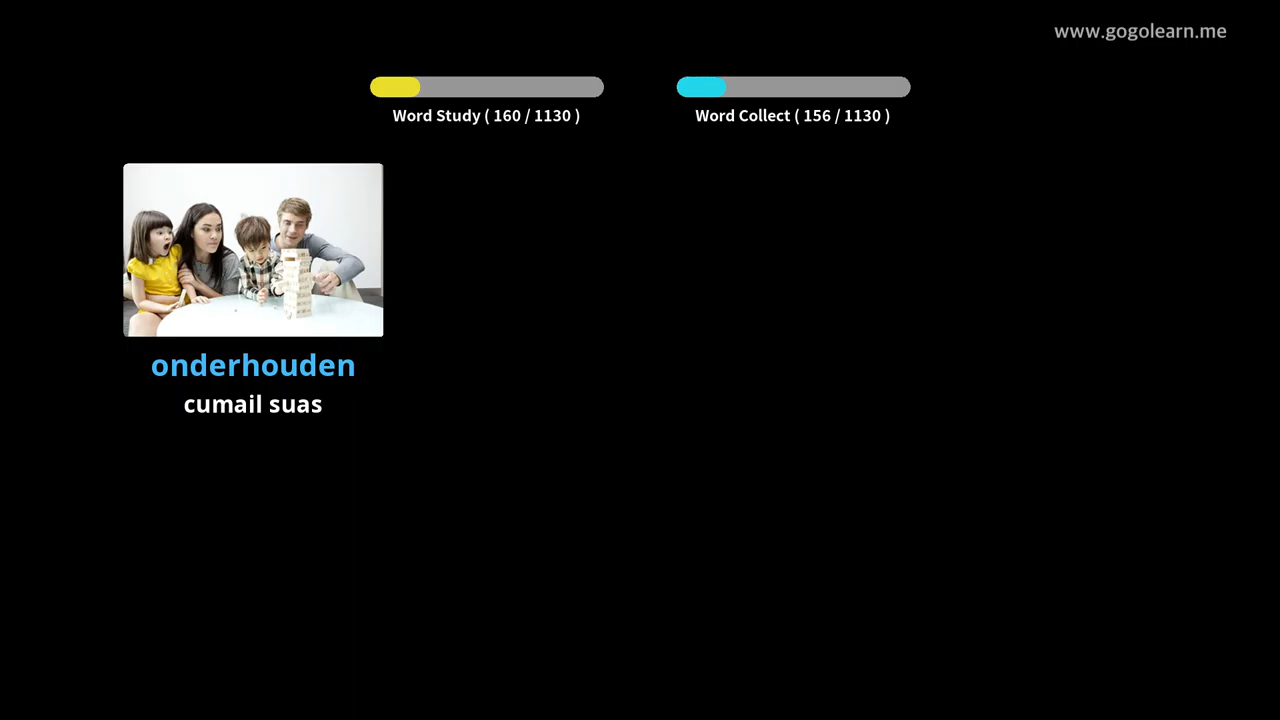 www.gogolearn.me
Word Study ( 160 / 1130 )
Word Collect ( 156 / 1130 )
onderhouden
cumail suas